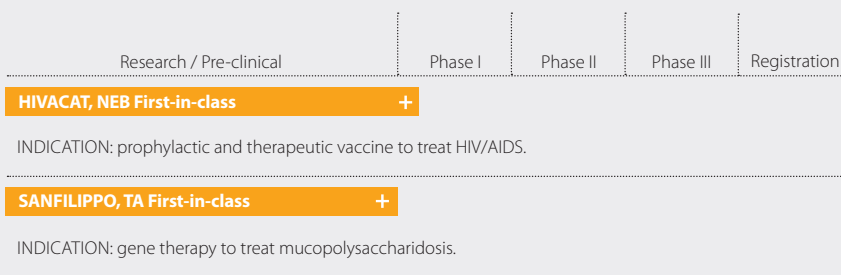 Research / Pre-clinical Phase I Phase II Phase III Registration
HIVACAT, NEB First-in-class +
INDICATION: prophylactic and therapeutic vaccine to treat HIV/AIDS.
SANFILIPPO, TA First-in-class +
INDICATION: gene therapy to treat mucopolysaccharidosis.